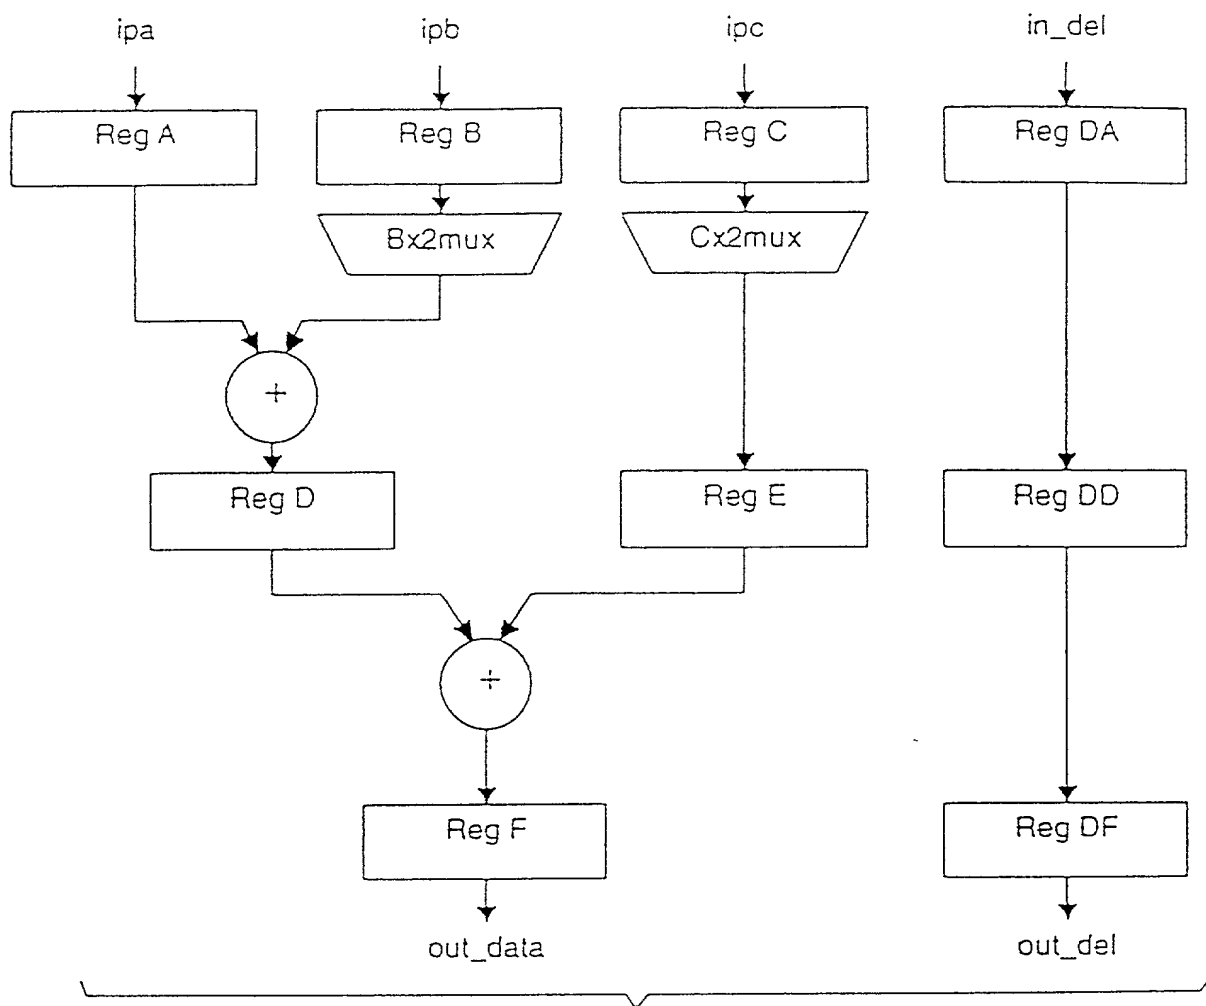 ipa ipb ipc in_del
Reg A Reg B Reg C Reg DA
Bx2mux Cx2mux
+
Reg D Reg E Reg DD
+
Reg F Reg DF
out_data out_del